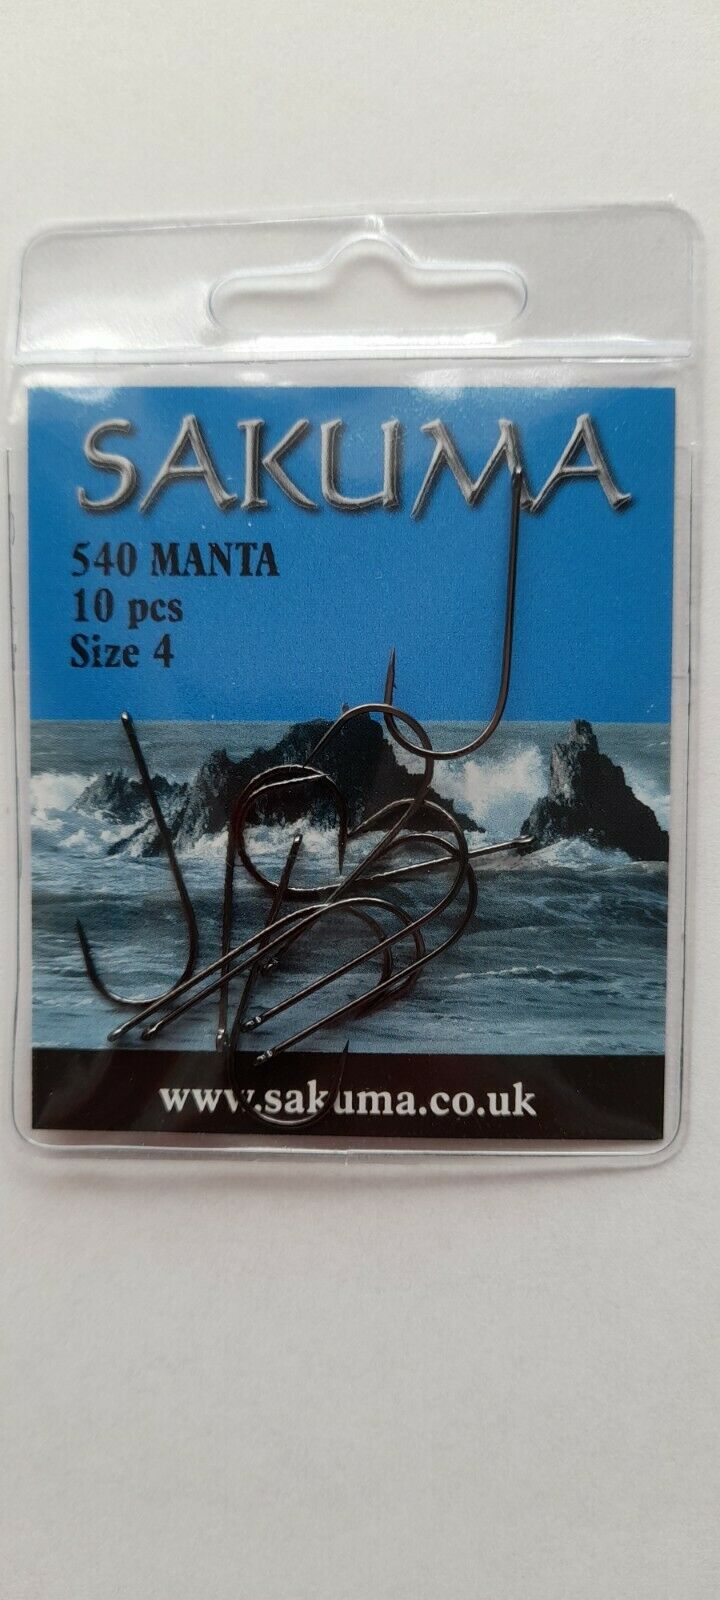 SAKUMA
540 MANTA
10 pcs
Size 4
www.sakuma.co.uk